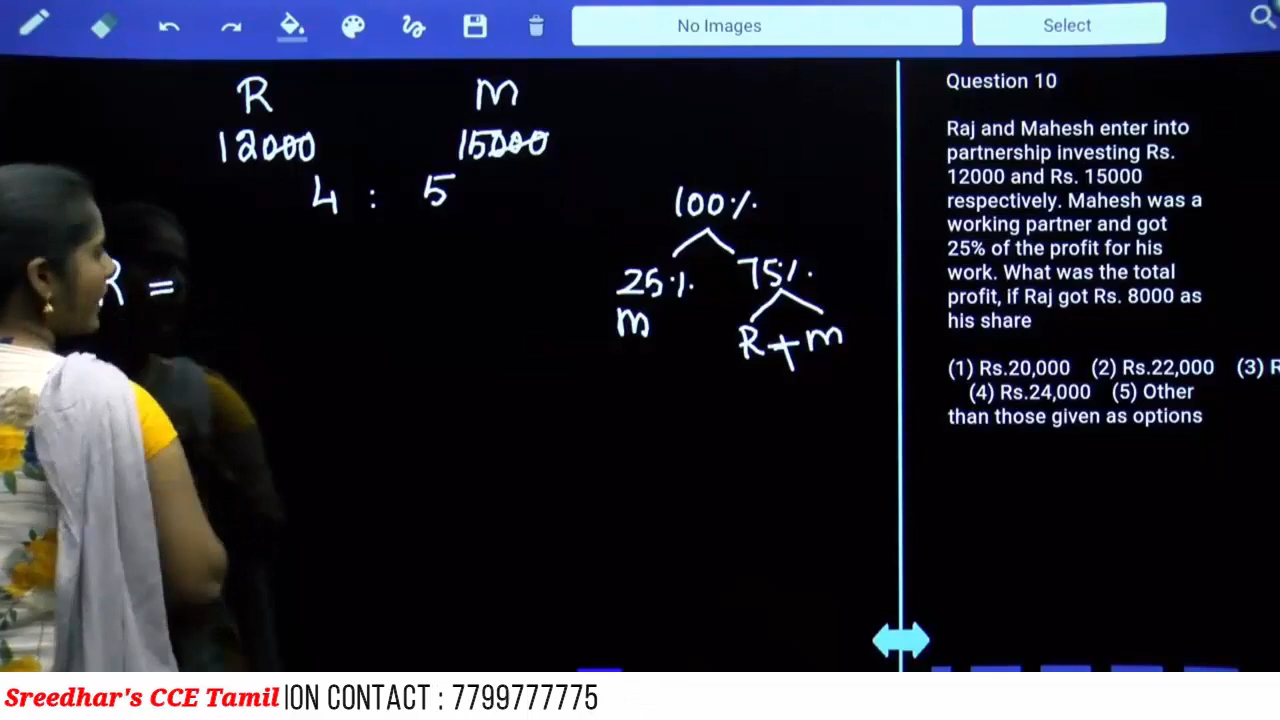 No Images
Select
R M
12000 15000
4 : 5
100%
25% 75%
M R + M
R =
Question 10
Raj and Mahesh enter into
partnership investing Rs.
12000 and Rs. 15000
respectively. Mahesh was a
working partner and got
25% of the profit for his
work. What was the total
profit, if Raj got Rs. 8000 as
his share
(1) Rs.20,000 (2) Rs.22,000 (3) R
(4) Rs.24,000 (5) Other
than those given as options
Sreedhar's CCE Tamil ION CONTACT : 7799777775